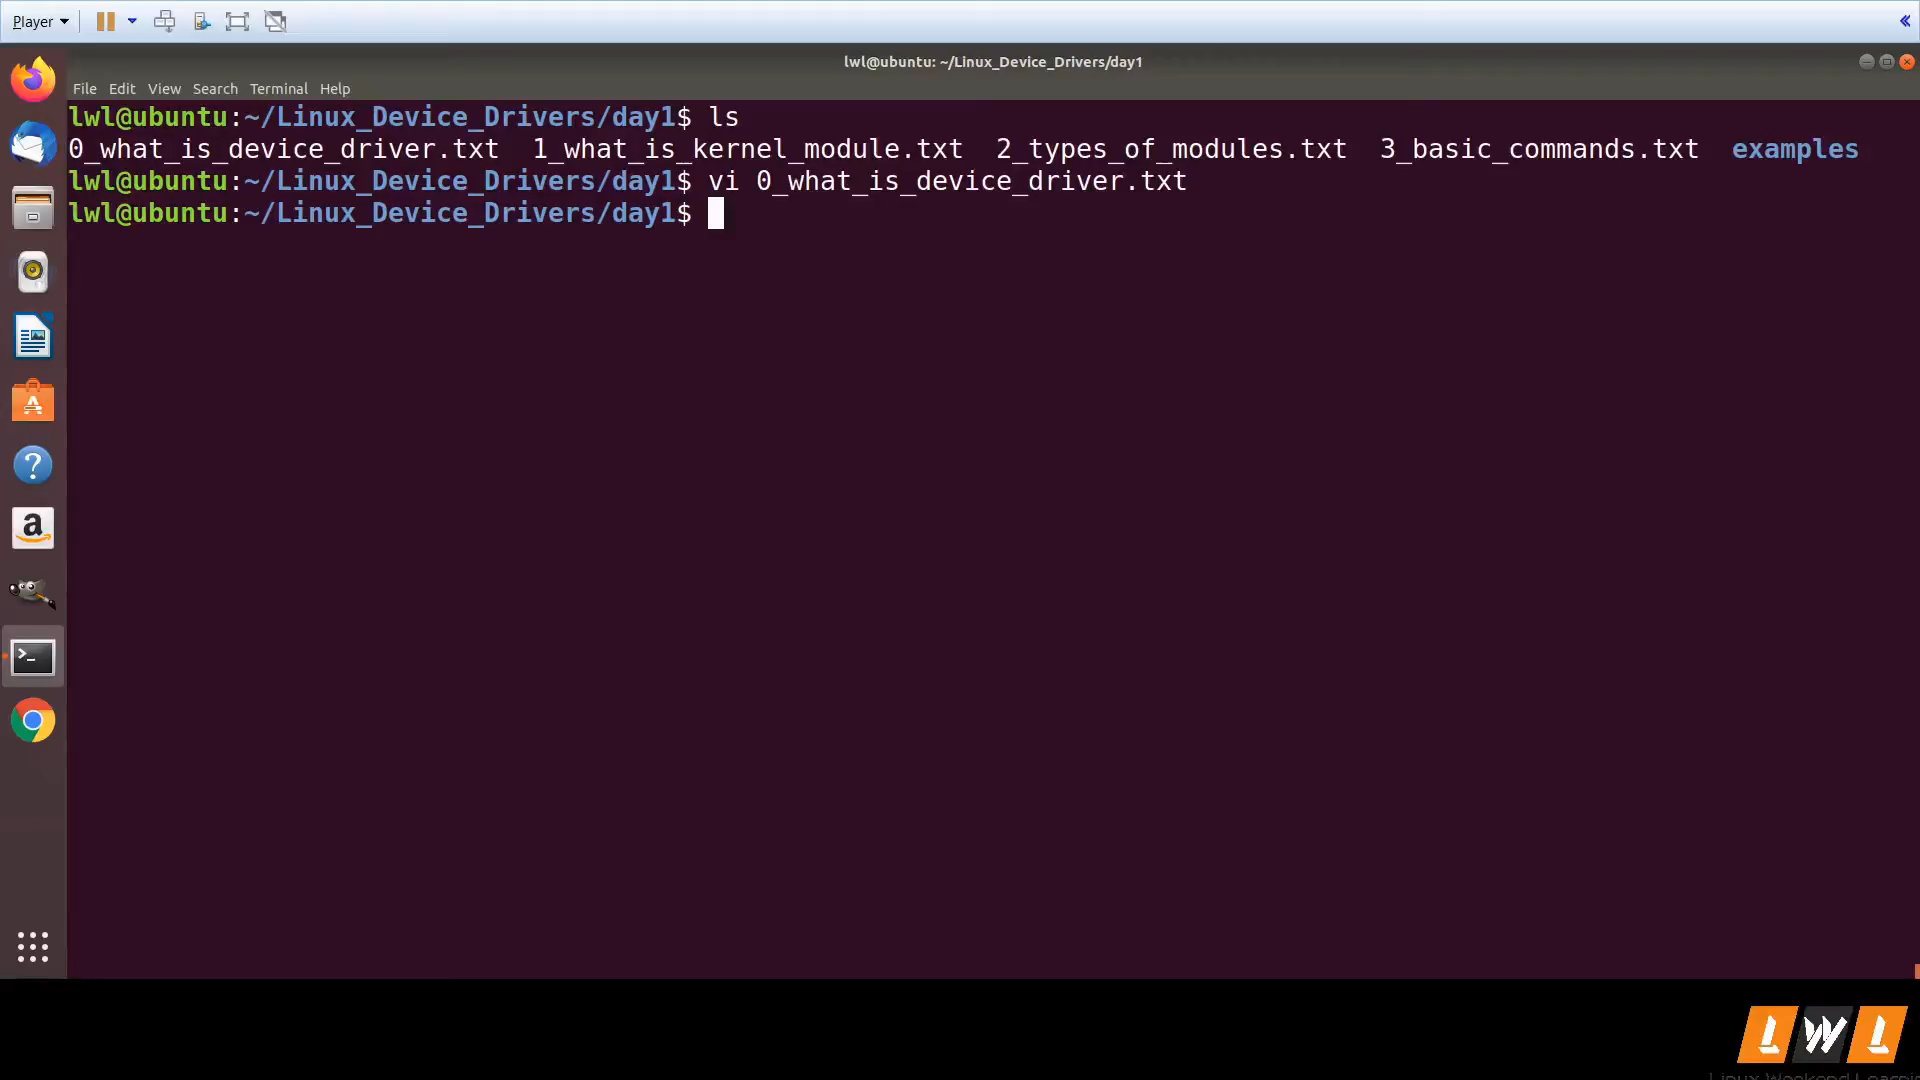 Player
lwl@ubuntu: ~/Linux_Device_Drivers/day1
File Edit View Search Terminal Help
lwl@ubuntu:~/Linux_Device_Drivers/day1$ ls
0_what_is_device_driver.txt 1_what_is_kernel_module.txt 2_types_of_modules.txt 3_basic_commands.txt examples
lwl@ubuntu:~/Linux_Device_Drivers/day1$ vi 0_what_is_device_driver.txt
lwl@ubuntu:~/Linux_Device_Drivers/day1$
LWL